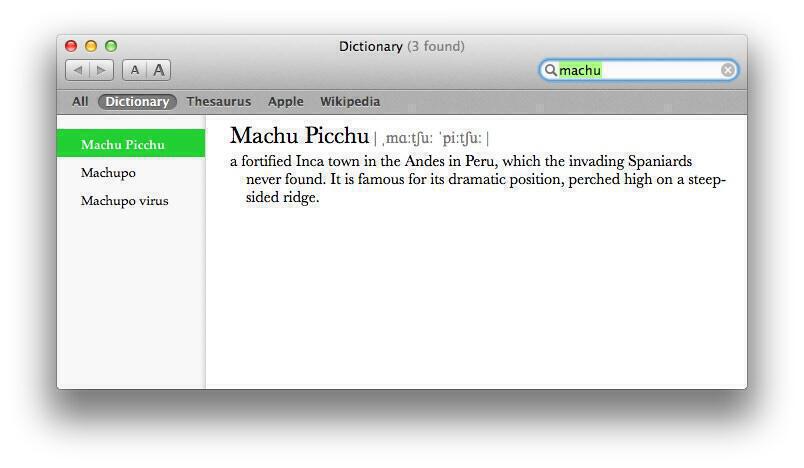 Dictionary (3 found)
A A
machu
All Dictionary Thesaurus Apple Wikipedia
Machu Picchu
Machupo
Machupo virus
Machu Picchu | ˌmɑːtʃuː ˈpiːtʃuː |
a fortified Inca town in the Andes in Peru, which the invading Spaniards
never found. It is famous for its dramatic position, perched high on a steep-
sided ridge.